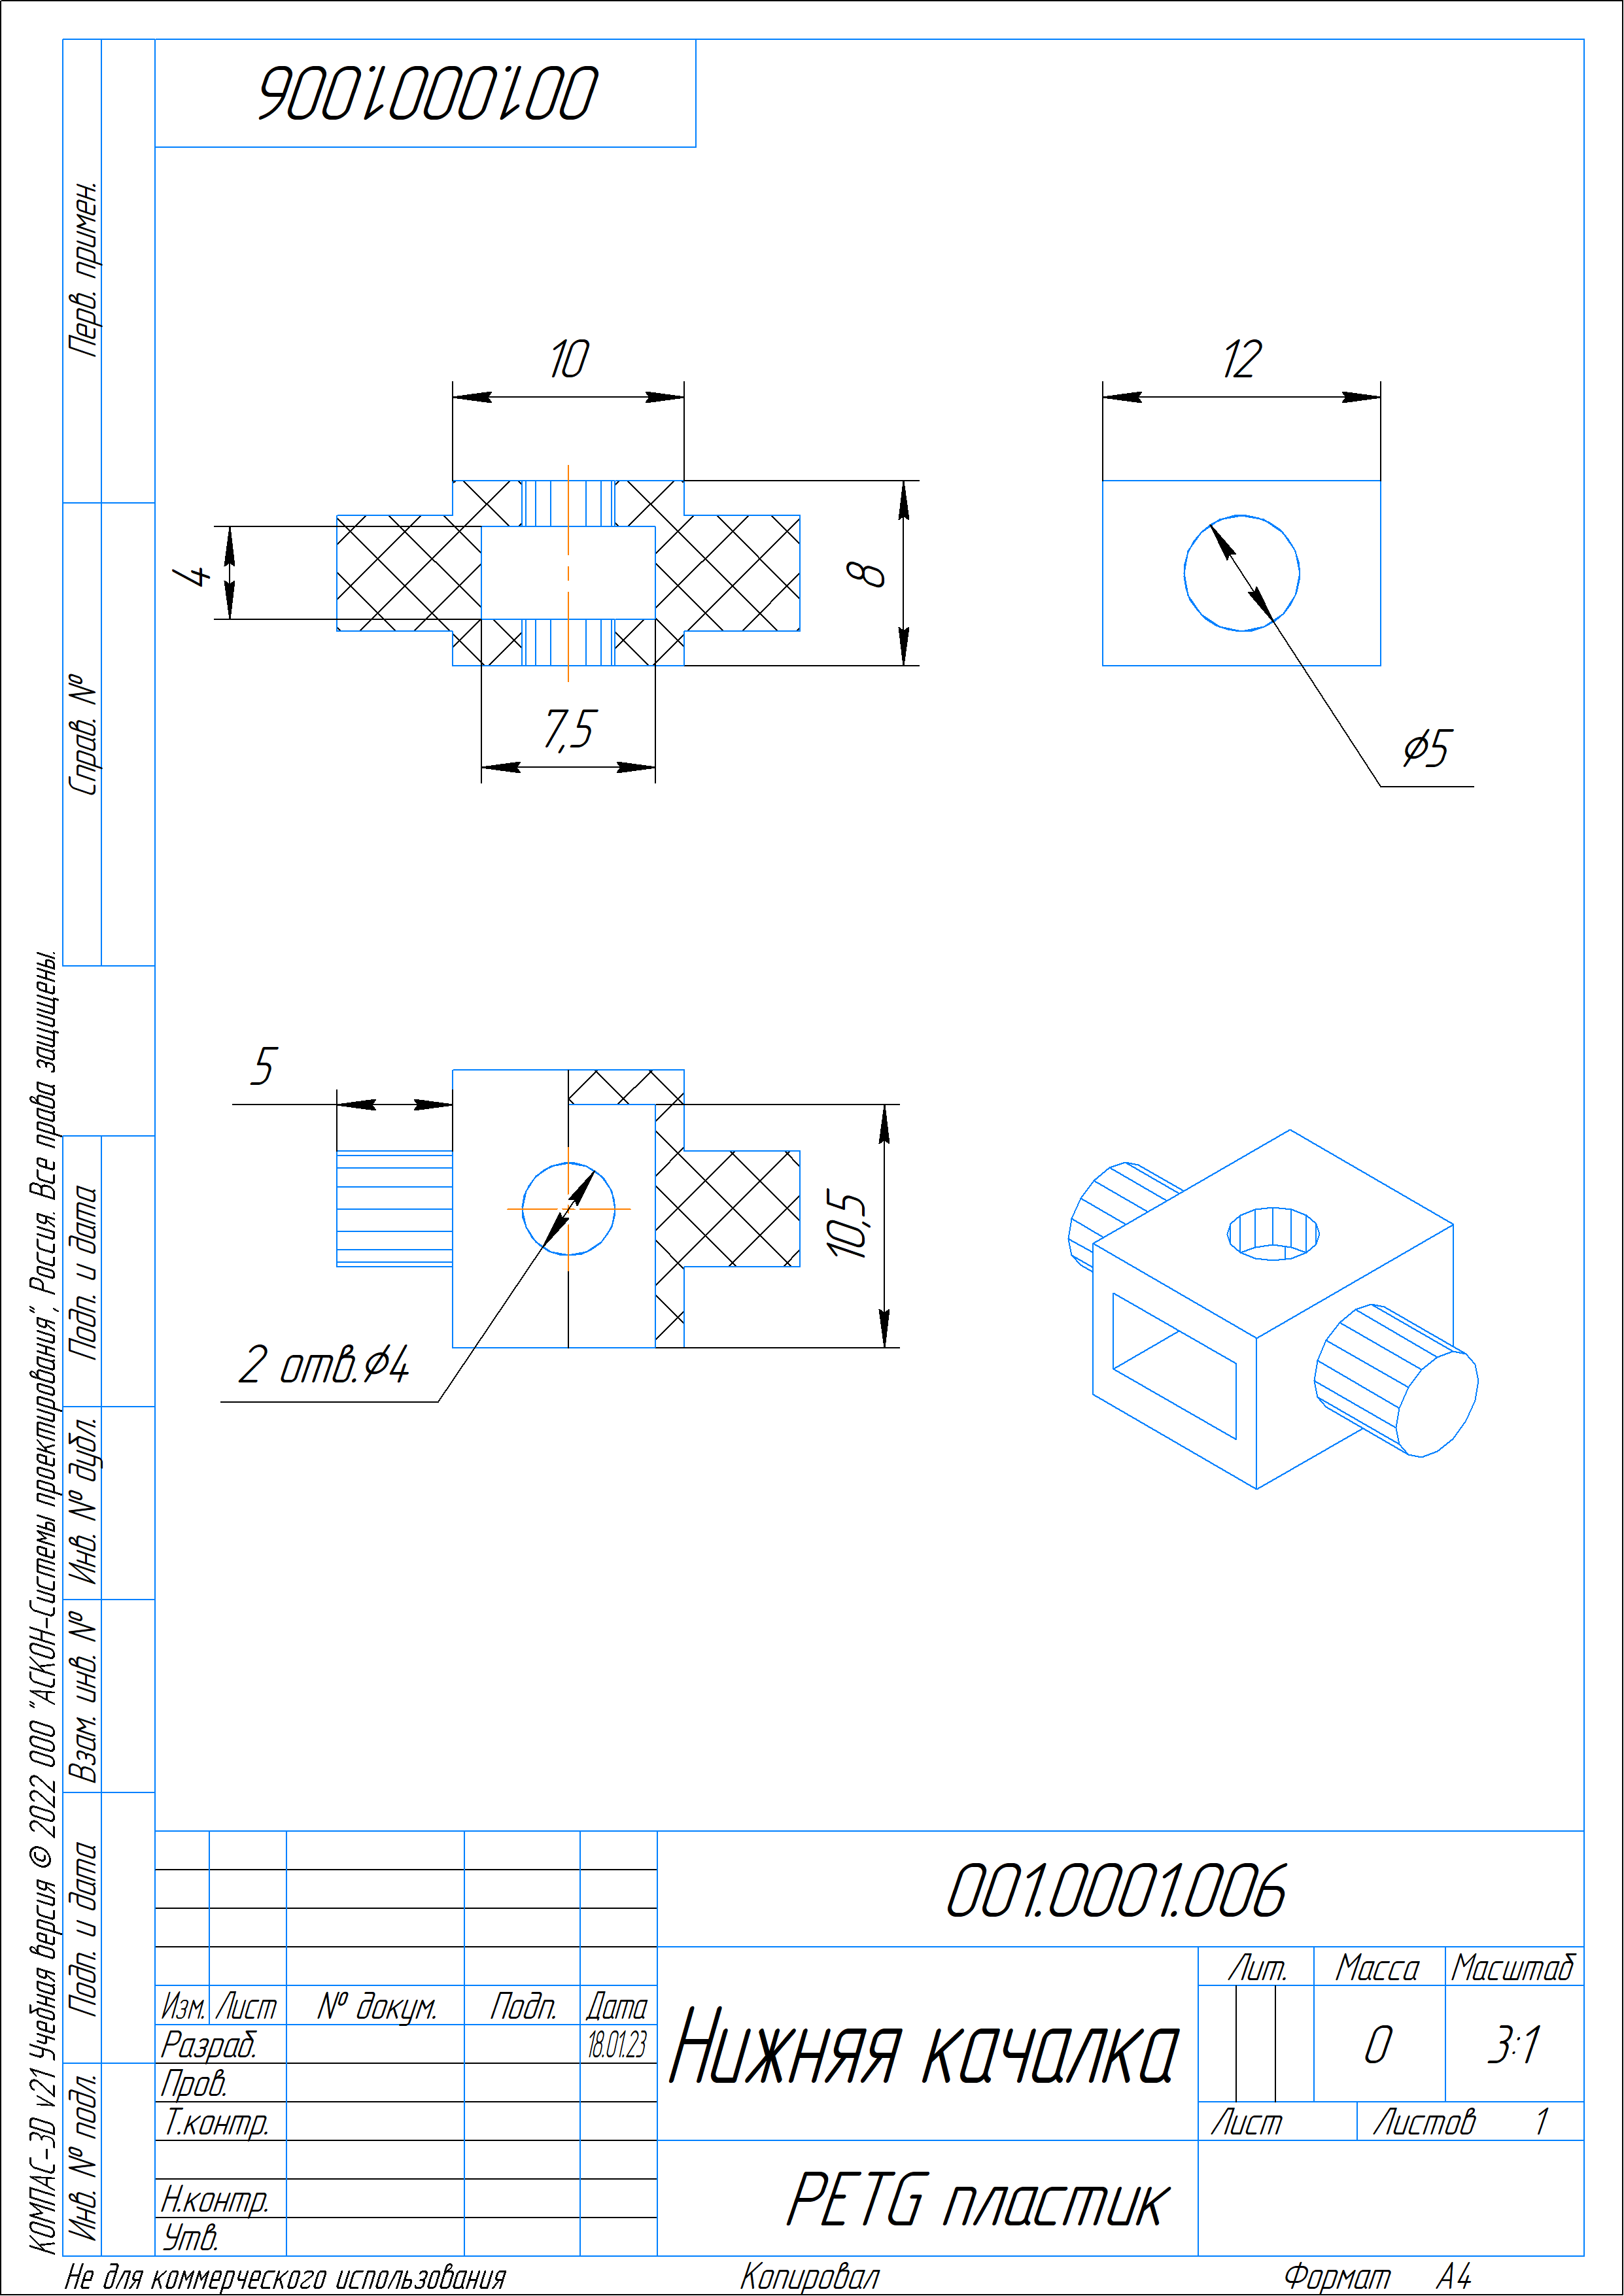 001.0001.006
Перв. примен.
Справ. №
Подп. и дата
Инв. № дубл.
Взам. инв. №
Подп. и дата
Инв. № подл.
КОМПАС-3D v21 Учебная версия © 2022 ООО "АСКОН-Системы проектирования", Россия. Все права защищены.
10
12
4
8
7,5
ϕ5
5
10,5
2 отв.ϕ4
001.0001.006
Лит. Масса Масштаб
Изм. Лист № докум. Подп. Дата
Разраб. 18.01.23
Нижняя качалка
0 3:1
Пров.
Т.контр.
Лист Листов 1
Н.контр.
PETG пластик
Утв.
Не для коммерческого использования Копировал Формат А4